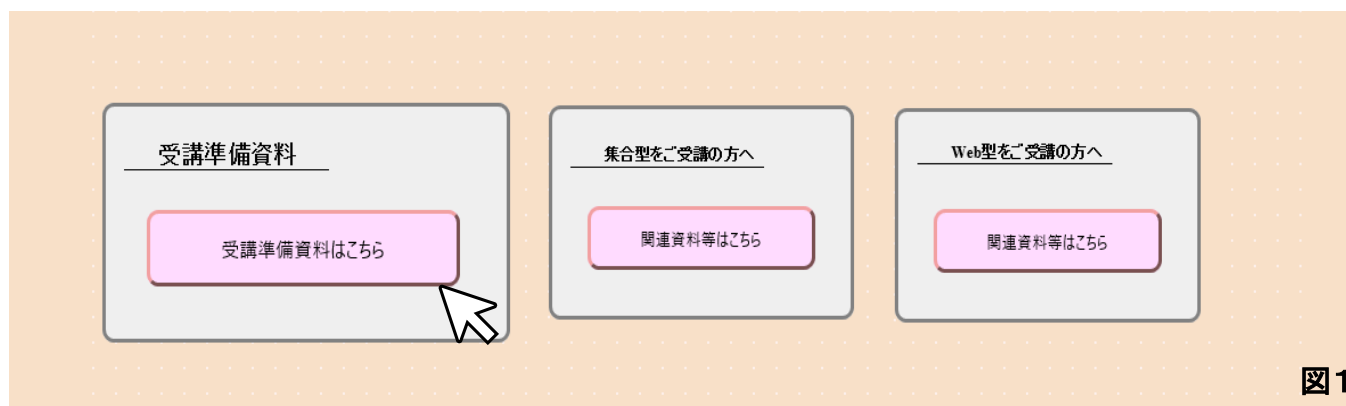 受講準備資料
受講準備資料はこちら
集合型をご受講の方へ
関連資料等はこちら
Web型をご受講の方へ
関連資料等はこちら
図1